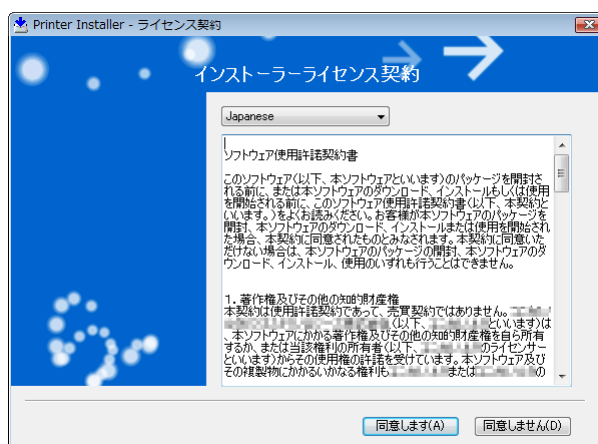 Printer Installer - ライセンス契約
インストーラーライセンス契約
Japanese
ソフトウェア使用許諾契約書
このソフトウェア(以下、本ソフトウェアといいます)のパッケージを開封さ
れる前に、または本ソフトウェアのダウンロード、インストールもしくは使用
を開始される前に、このソフトウェア使用許諾契約書(以下、本契約と
いいます。)をよくお読みください。お客様が本ソフトウェアのパッケージを
開封、本ソフトウェアのダウンロード、インストールまたは使用を開始され
た場合、本契約に同意されたものとみなされます。本契約に同意いた
だけない場合は、本ソフトウェアのパッケージの開封、本ソフトウェアのダ
ウンロード、インストール、使用のいずれも行うことはできません。
1. 著作権及びその他の知的財産権
本契約は使用許諾契約であって、売買契約ではありません。
(以下、といいます)は
、本ソフトウェアにかかる著作権及びその他の知的財産権を自ら所有
するか、または当該権利の所有者(以下、のライセンサー
といいます)からその使用権の許諾を受けています。本ソフトウェア及び
その複製物にかかるいかなる権利もまたはの
同意します(A)
同意しません(D)